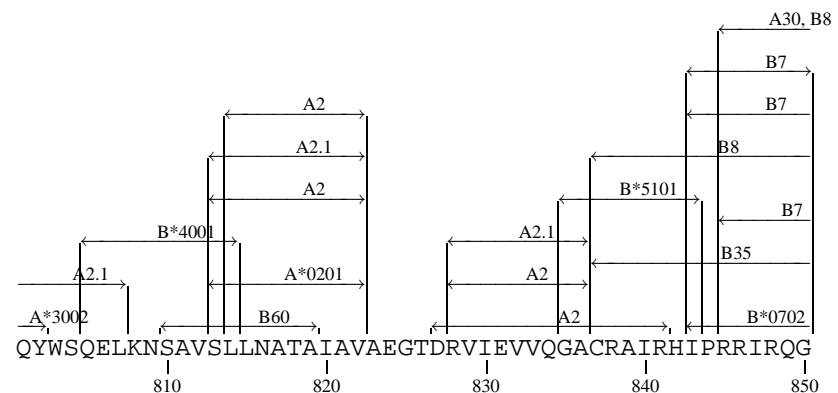 A30, B8
B7
A2 B7
A2.1 B8
A2 B*5101
B7
B*4001 A2.1
B35
A2.1 A*0201 A2
A*3002 B60 A2 B*0702
QYWSQELKNSAVSLLNATAIAVAEGTDRVIEVVQGACRAIRHIPRRIRQG
810 820 830 840 850